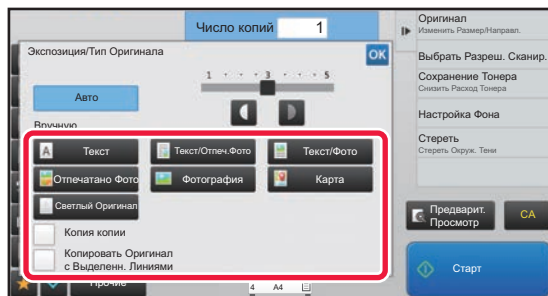 Число копий 1
Экспозиция/Тип Оригинала
OK
1 3 5
Авто
Вручную
A Текст
Текст/Отпеч.Фото
Текст/Фото
Отпечатано Фото
Фотография
Карта
Светлый Оригинал
Копия копии
Копировать Оригинал
с Выделенн. Линиями
Прочие
4 A4
Оригинал
Изменить Размер/Направл.
Выбрать Разреш. Сканир.
Сохранение Тонера
Снизить Расход Тонера
Настройка Фона
Стереть
Стереть Окруж. Тени
Предварит.
Просмотр
CA
Старт